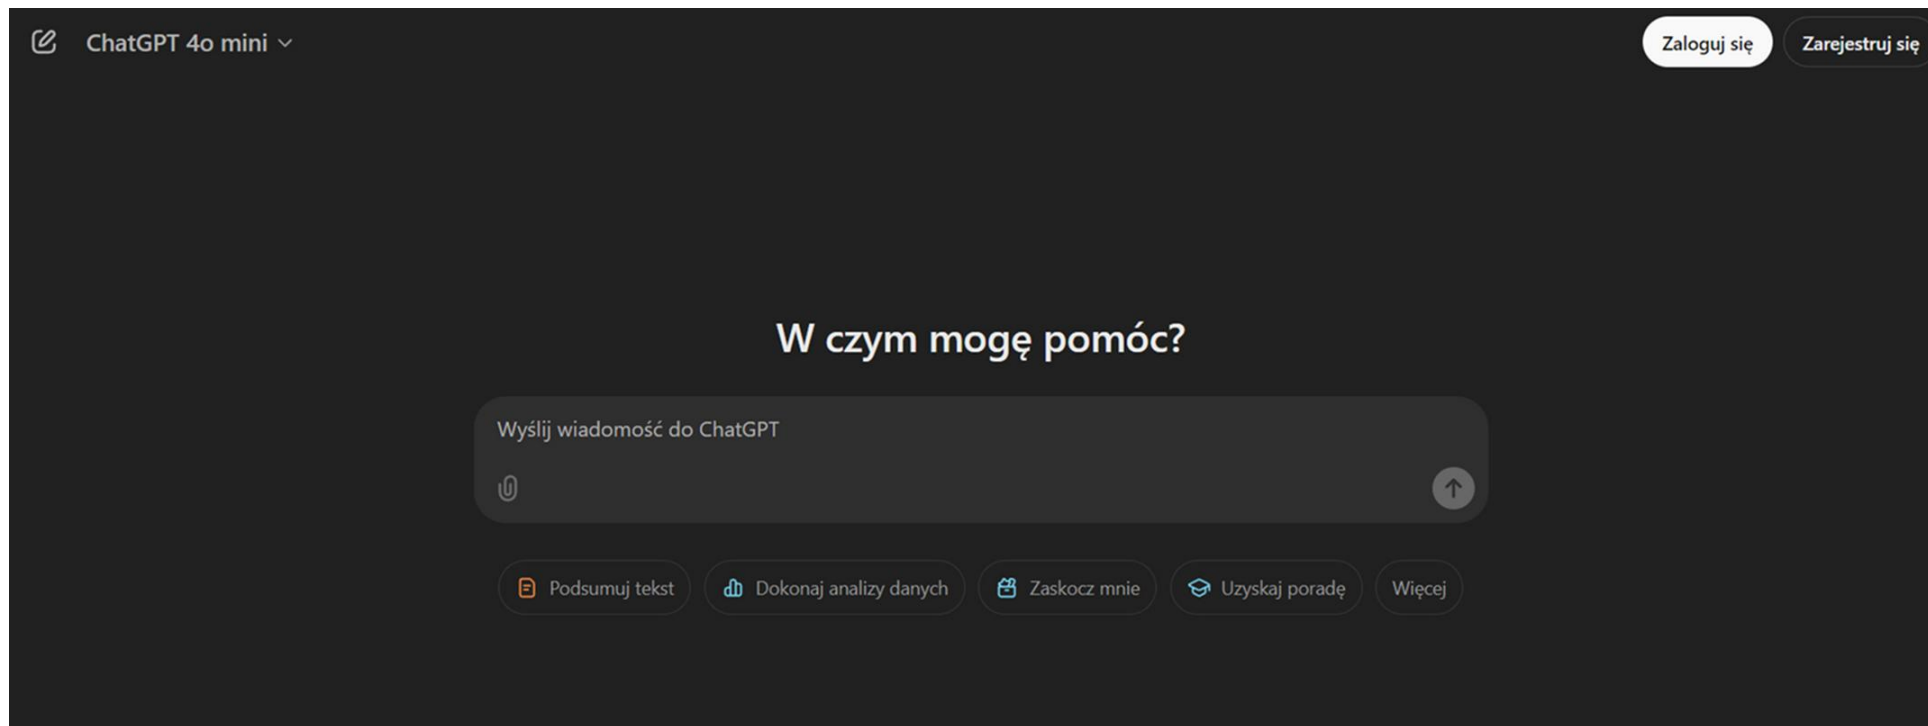 ChatGPT 4o mini
Zaloguj się
Zarejestruj się
W czym mogę pomóc?
Wyślij wiadomość do ChatGPT
Podsumuj tekst
Dokonaj analizy danych
Zaskocz mnie
Uzyskaj poradę
Więcej